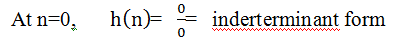 At n=0, h(n)= 0/0= inderterminant form